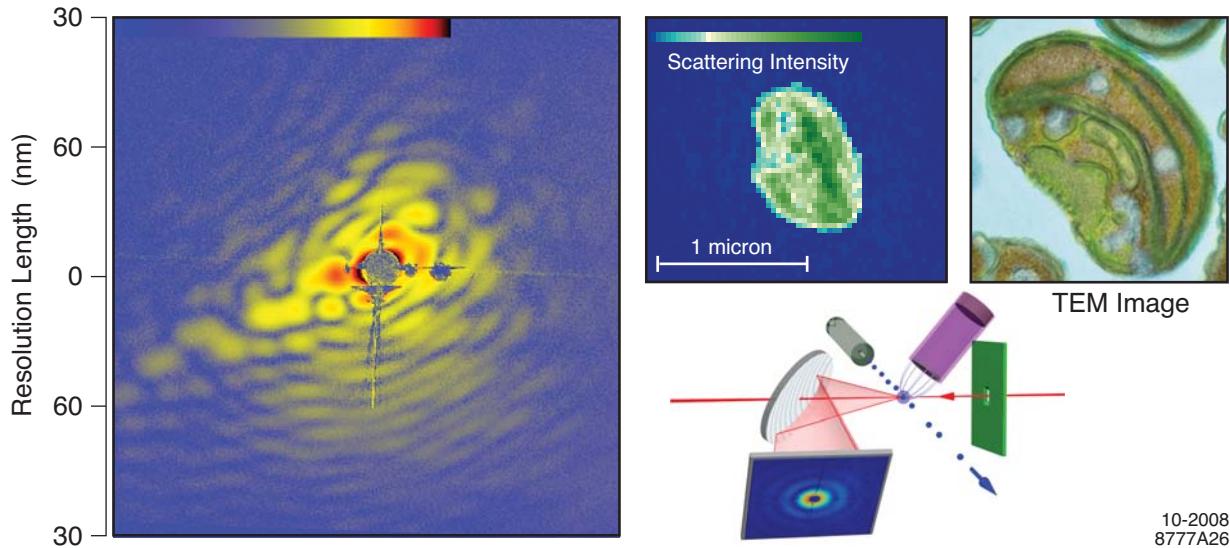 30
60
0
60
30
Resolution Length (nm)
Scattering Intensity
1 micron
TEM Image
10-2008
8777A26